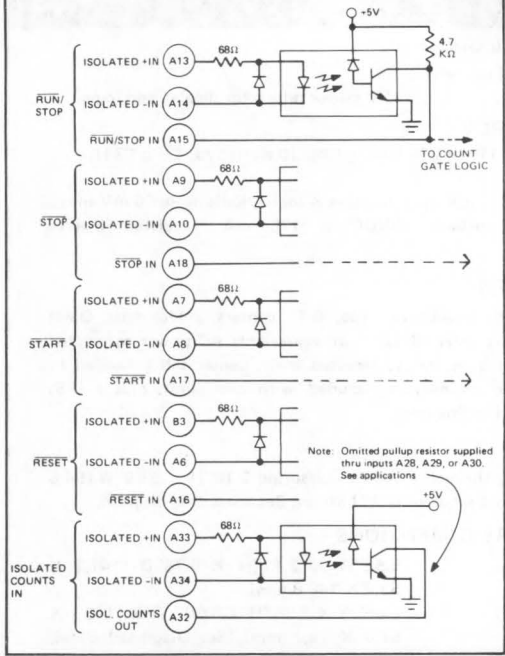 +5V
4.7
KΩ
ISOLATED +IN A13 68Ω
RUN/
STOP
ISOLATED -IN A14
RUN/STOP IN A15
TO COUNT
GATE LOGIC
ISOLATED +IN A9 68Ω
STOP
ISOLATED -IN A10
STOP IN A18
ISOLATED +IN A7 68Ω
START
ISOLATED -IN A8
START IN A17
ISOLATED +IN B3 68Ω
RESET
ISOLATED -IN A6
RESET IN A16
Note: Omitted pullup resistor supplied
thru inputs A28, A29, or A30.
See applications
+5V
ISOLATED +IN A33 68Ω
ISOLATED
COUNTS
IN
ISOLATED -IN A34
ISOL. COUNTS
OUT A32